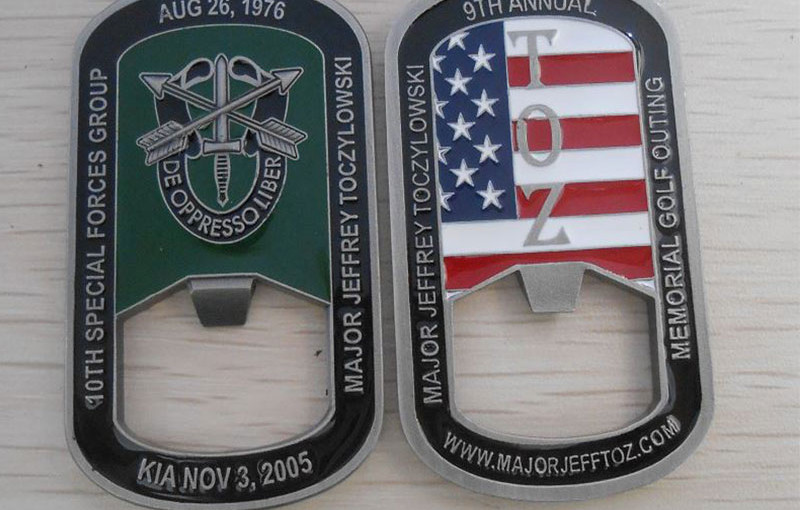 AUG 26, 1976
10TH SPECIAL FORCES GROUP
MAJOR JEFFREY TOCZYLOWSKI
DE OPPRESSO LIBER
KIA NOV 3, 2005
9TH ANNUAL
MAJOR JEFFREY TOCZYLOWSKI
MEMORIAL GOLF OUTING
TOZ
WWW.MAJORJEFFTOZ.COM